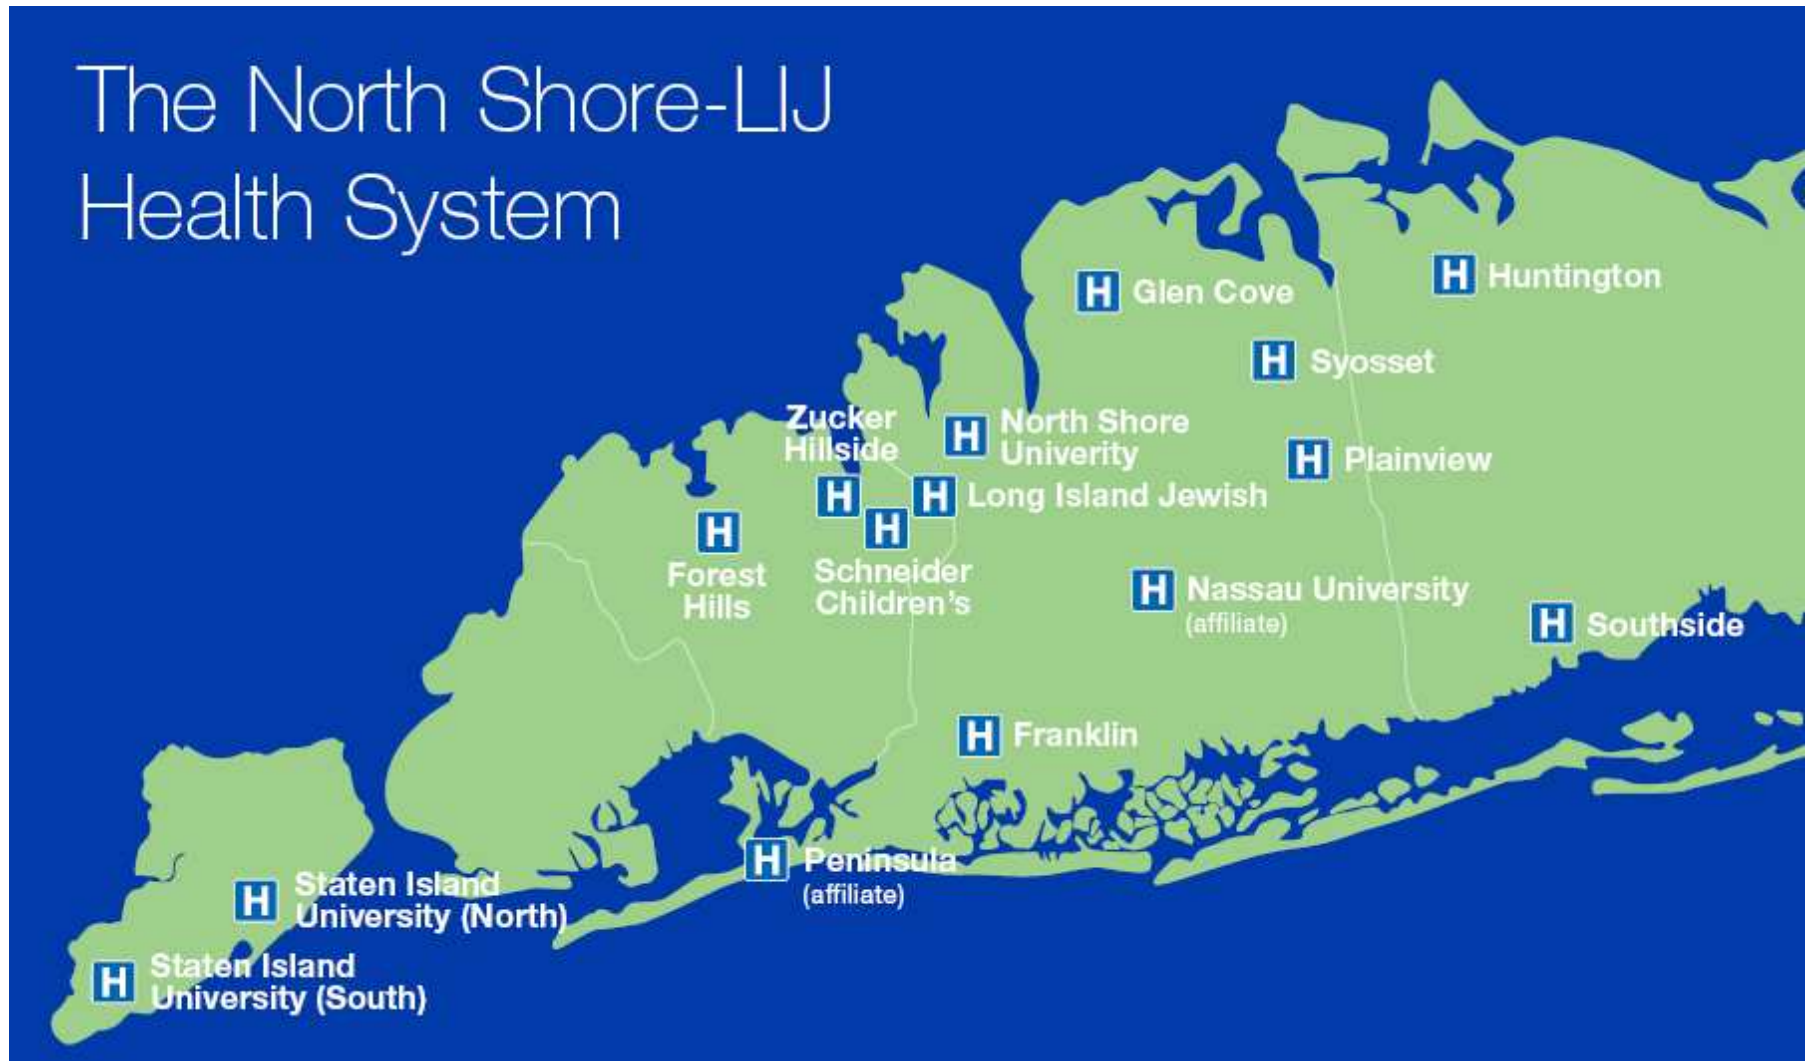 The North Shore-LIJ
Health System
H Glen Cove
H Huntington
H Syosset
Zucker
Hillside
H
H North Shore
Univerity
H Plainview
H Long Island Jewish
H
Forest
Hills
H
Schneider
Children's
H Nassau University
(affiliate)
H Southside
H Franklin
H Peninsula
(affiliate)
H Staten Island
University (North)
H Staten Island
University (South)